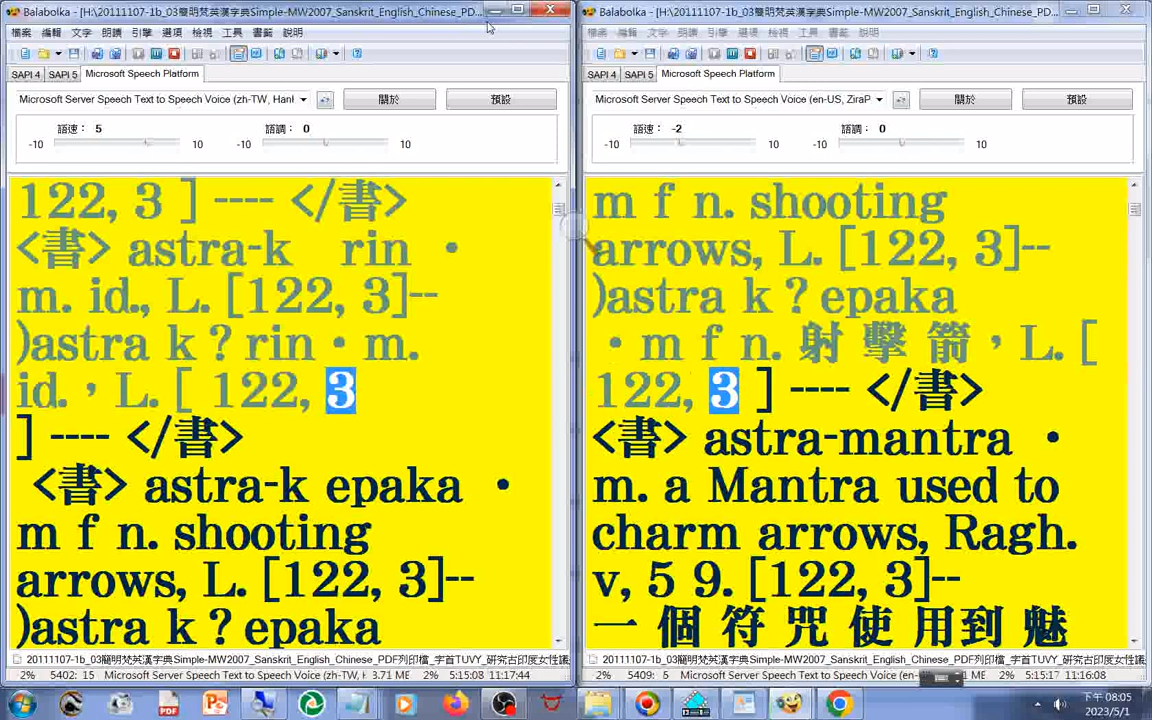 Balabolka - [H:\20111107-1b_03簡明梵英漢字典Simple-MW2007_Sanskrit_English_Chinese_PD...
檔案 編輯 文字 朗讀 引擎 選項 檢視 工具 書籤 說明
SAPI 4 SAPI 5 Microsoft Speech Platform
Microsoft Server Speech Text to Speech Voice (zh-TW, Hanl 關於 預設
語速： 5 語調： 0
-10 10 -10 10
122, 3 ] ---- </書>
<書> astra-k rin •
m. id., L. [122, 3]--
)astra k ? rin • m.
id.，L. [ 122, 3
] ---- </書>
<書> astra-k epaka •
m f n. shooting
arrows, L. [122, 3]--
)astra k ? epaka
20111107-1b_03簡明梵英漢字典Simple-MW2007_Sanskrit_English_Chinese_PDF列印檔_字首TUVY_研究古印度女性議
2% 5402: 15 Microsoft Server Speech Text to Speech Voice (zh-TW, 3.71 ME 2% 5:15:08 11:17:44
Balabolka - [H:\20111107-1b_03簡明梵英漢字典Simple-MW2007_Sanskrit_English_Chinese_PD...
檔案 編輯 文字 朗讀 引擎 選項 檢視 工具 書籤 說明
SAPI 4 SAPI 5 Microsoft Speech Platform
Microsoft Server Speech Text to Speech Voice (en-US, ZiraP 關於 預設
語速： -2 語調： 0
-10 10 -10 10
m f n. shooting
arrows, L. [122, 3]--
)astra k ? epaka
• m f n. 射 擊 箭，L. [
122, 3 ] ---- </書>
<書> astra-mantra •
m. a Mantra used to
charm arrows, Ragh.
v, 5 9. [122, 3]--
一 個 符 咒 使 用到 魅
20111107-1b_03簡明梵英漢字典Simple-MW2007_Sanskrit_English_Chinese_PDF列印檔_字首TUVY_研究古印度女性議
2% 5409: 5 Microsoft Server Speech Text to Speech Voice (en-US, 1 ME 2% 5:15:17 11:16:08
下午 08:05
2023/5/1